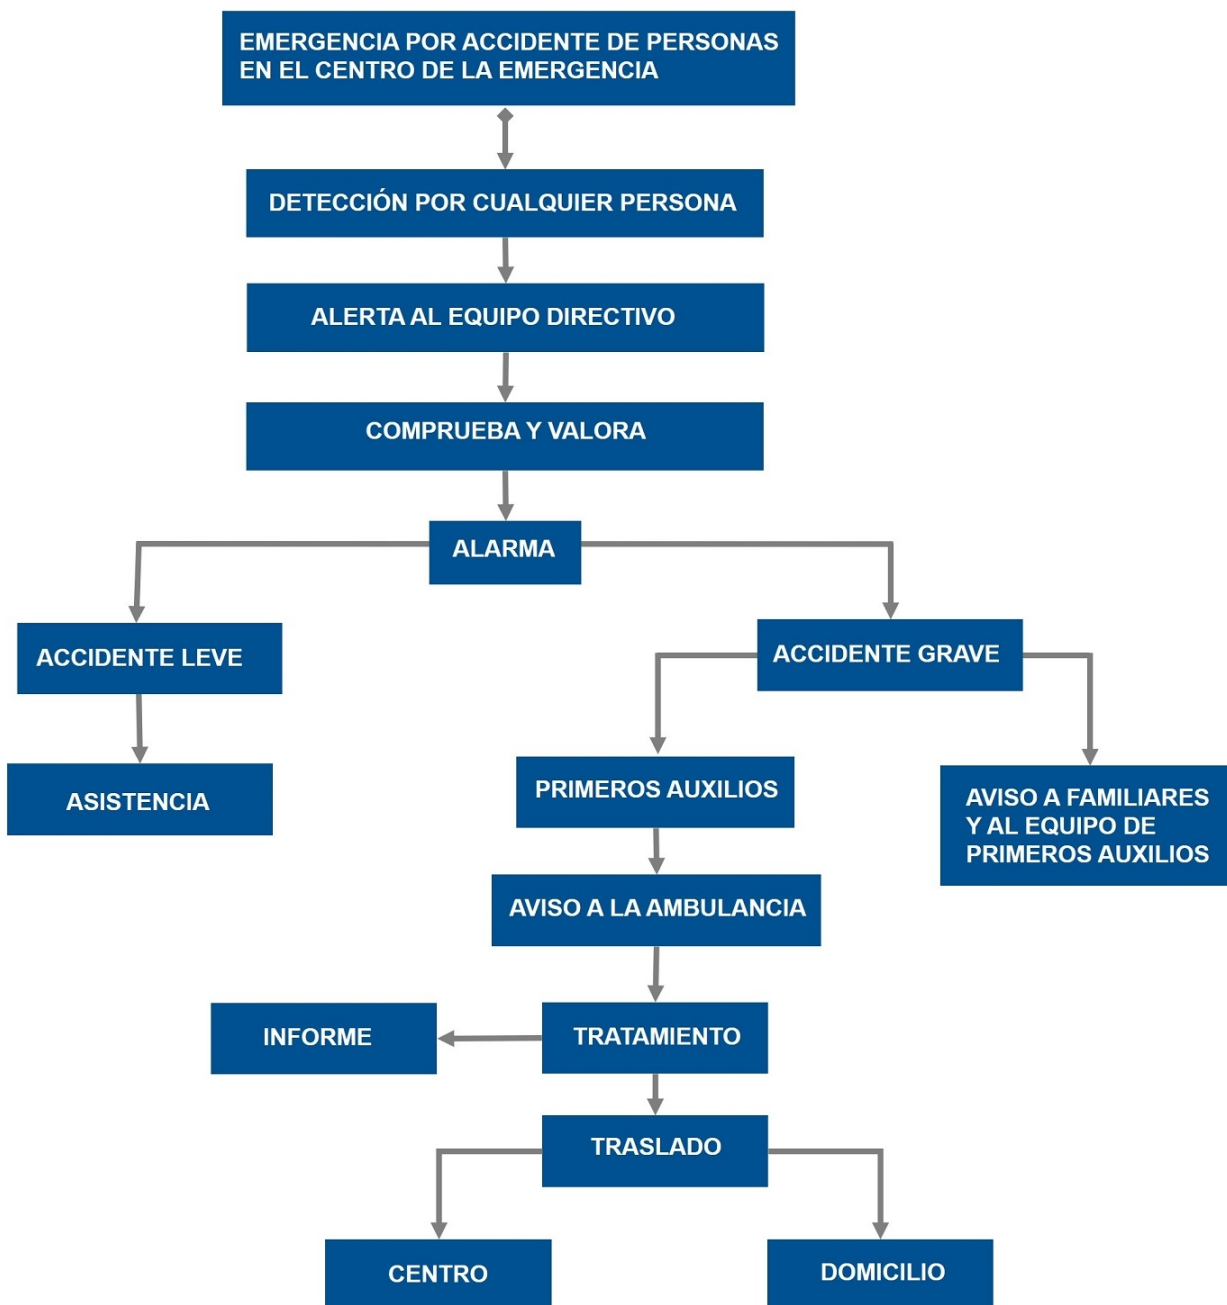 EMERGENCIA POR ACCIDENTE DE PERSONAS
EN EL CENTRO DE LA EMERGENCIA
DETECCIÓN POR CUALQUIER PERSONA
ALERTA AL EQUIPO DIRECTIVO
COMPRUEBA Y VALORA
ALARMA
ACCIDENTE LEVE
ACCIDENTE GRAVE
ASISTENCIA
PRIMEROS AUXILIOS
AVISO A FAMILIARES
Y AL EQUIPO DE
PRIMEROS AUXILIOS
AVISO A LA AMBULANCIA
INFORME
TRATAMIENTO
TRASLADO
CENTRO
DOMICILIO